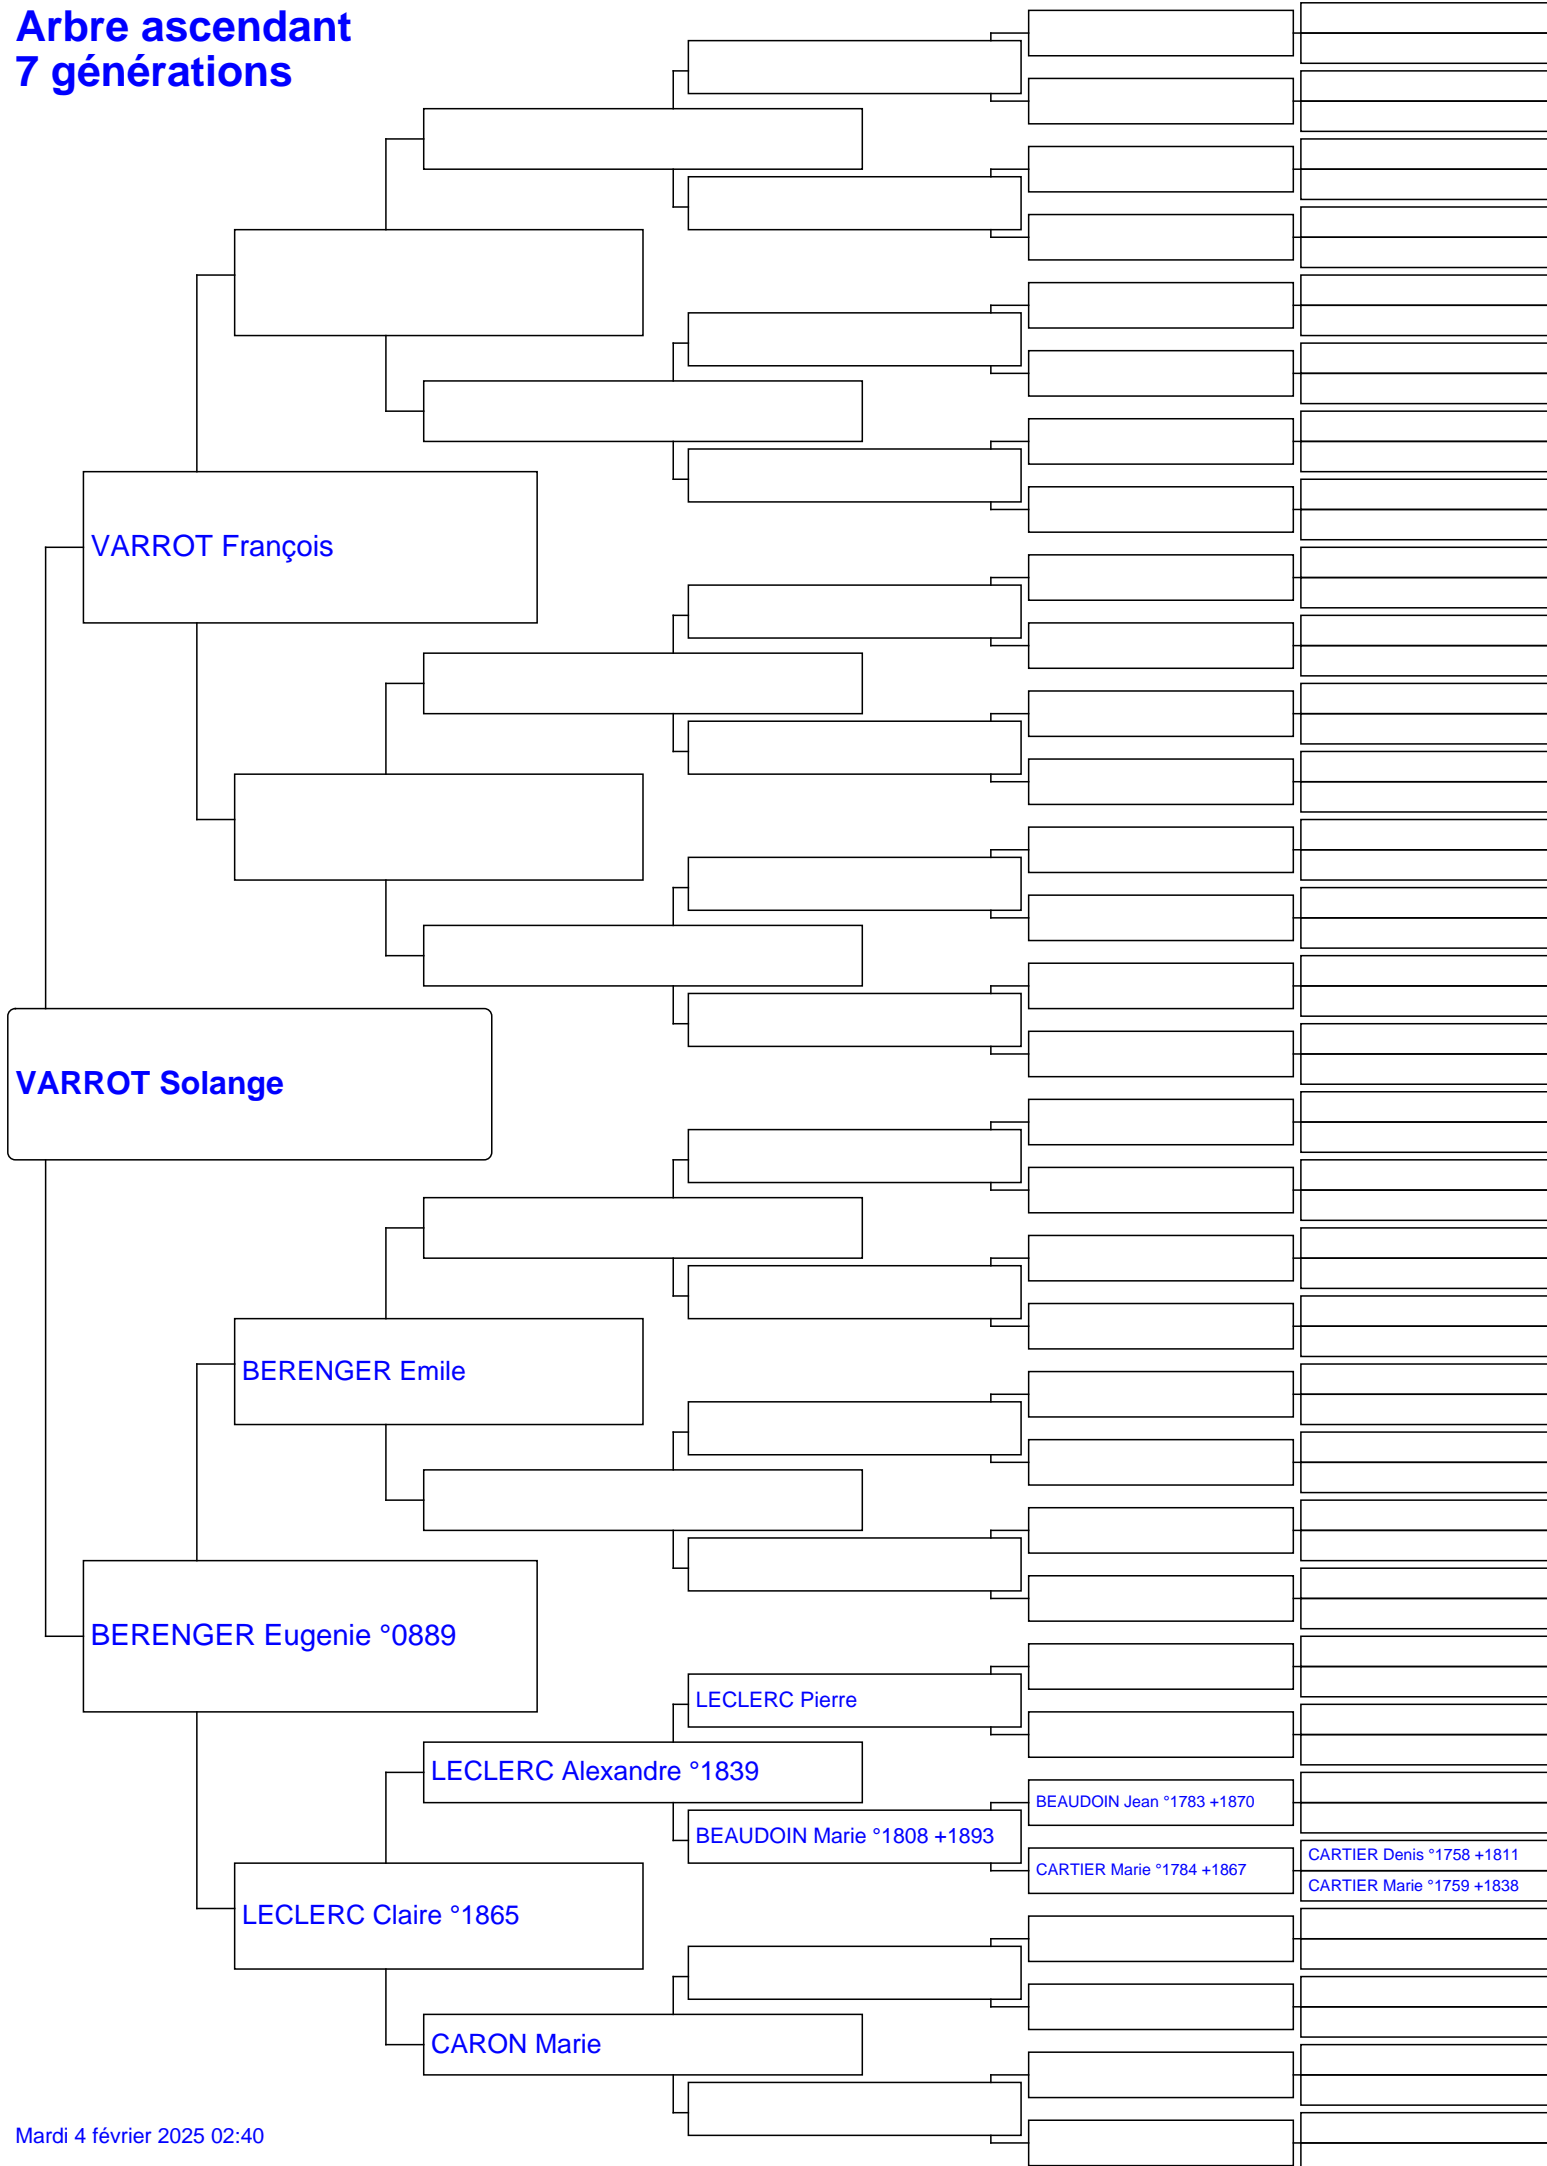 Arbre ascendant
7 générations
VARROT François
VARROT Solange
BERENGER Emile
BERENGER Eugenie °0889
LECLERC Pierre
LECLERC Alexandre °1839
BEAUDOIN Jean °1783 +1870
BEAUDOIN Marie °1808 +1893
CARTIER Denis °1758 +1811
CARTIER Marie °1784 +1867
CARTIER Marie °1759 +1838
LECLERC Claire °1865
CARON Marie
Mardi 4 février 2025 02:40